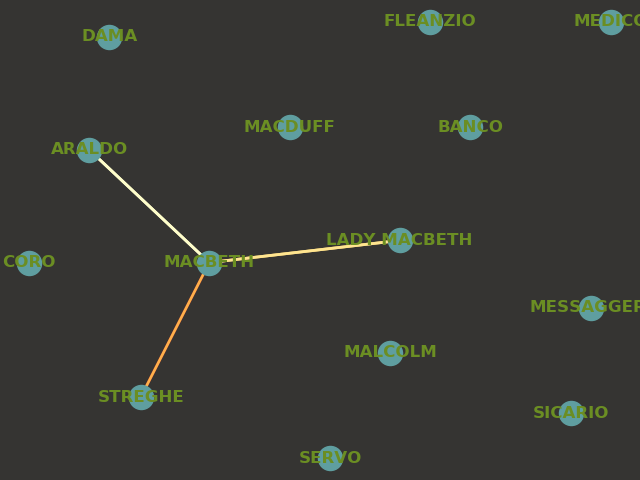 FLEANZIO
MEDICO
DAMA
MACDUFF
BANCO
ARALDO
LADY MACBETH
CORO
MACBETH
MESSAGGER
MALCOLM
STREGHE
SICARIO
SERVO